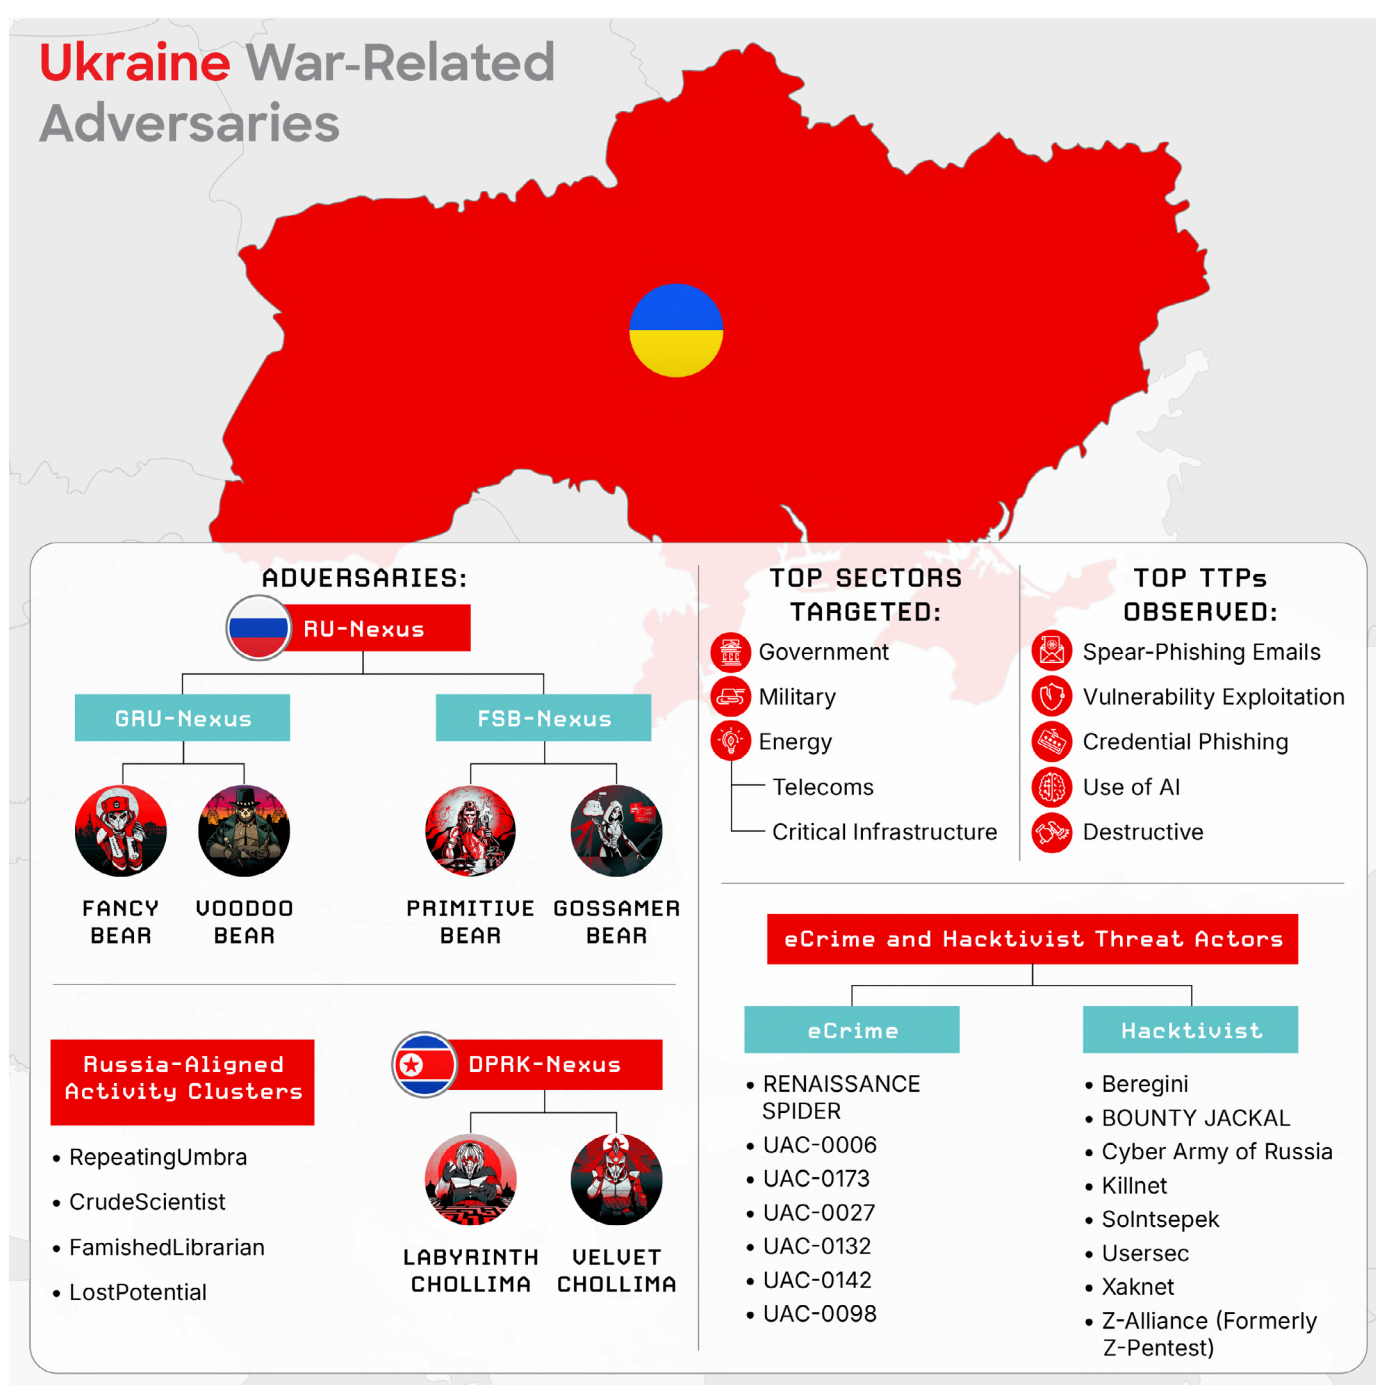 Ukraine War-Related
Adversaries
ADVERSARIES:
RU-Nexus
GRU-Nexus
FSB-Nexus
FANCY
BEAR
VOODOO
BEAR
PRIMITIVE
BEAR
GOSSAMER
BEAR
Russia-Aligned
Activity Clusters
• RepeatingUmbra
• CrudeScientist
• FamishedLibrarian
• LostPotential
DPRK-Nexus
LABYRINTH
CHOLLIMA
VELVET
CHOLLIMA
TOP SECTORS
TARGETED:
Government
Military
Energy
Telecoms
Critical Infrastructure
TOP TTPs
OBSERVED:
Spear-Phishing Emails
Vulnerability Exploitation
Credential Phishing
Use of AI
Destructive
eCrime and Hacktivist Threat Actors
eCrime
• RENAISSANCE
SPIDER
• UAC-0006
• UAC-0173
• UAC-0027
• UAC-0132
• UAC-0142
• UAC-0098
Hacktivist
• Beregini
• BOUNTY JACKAL
• Cyber Army of Russia
• Killnet
• Solntsepek
• Usersec
• Xaknet
• Z-Alliance (Formerly
Z-Pentest)